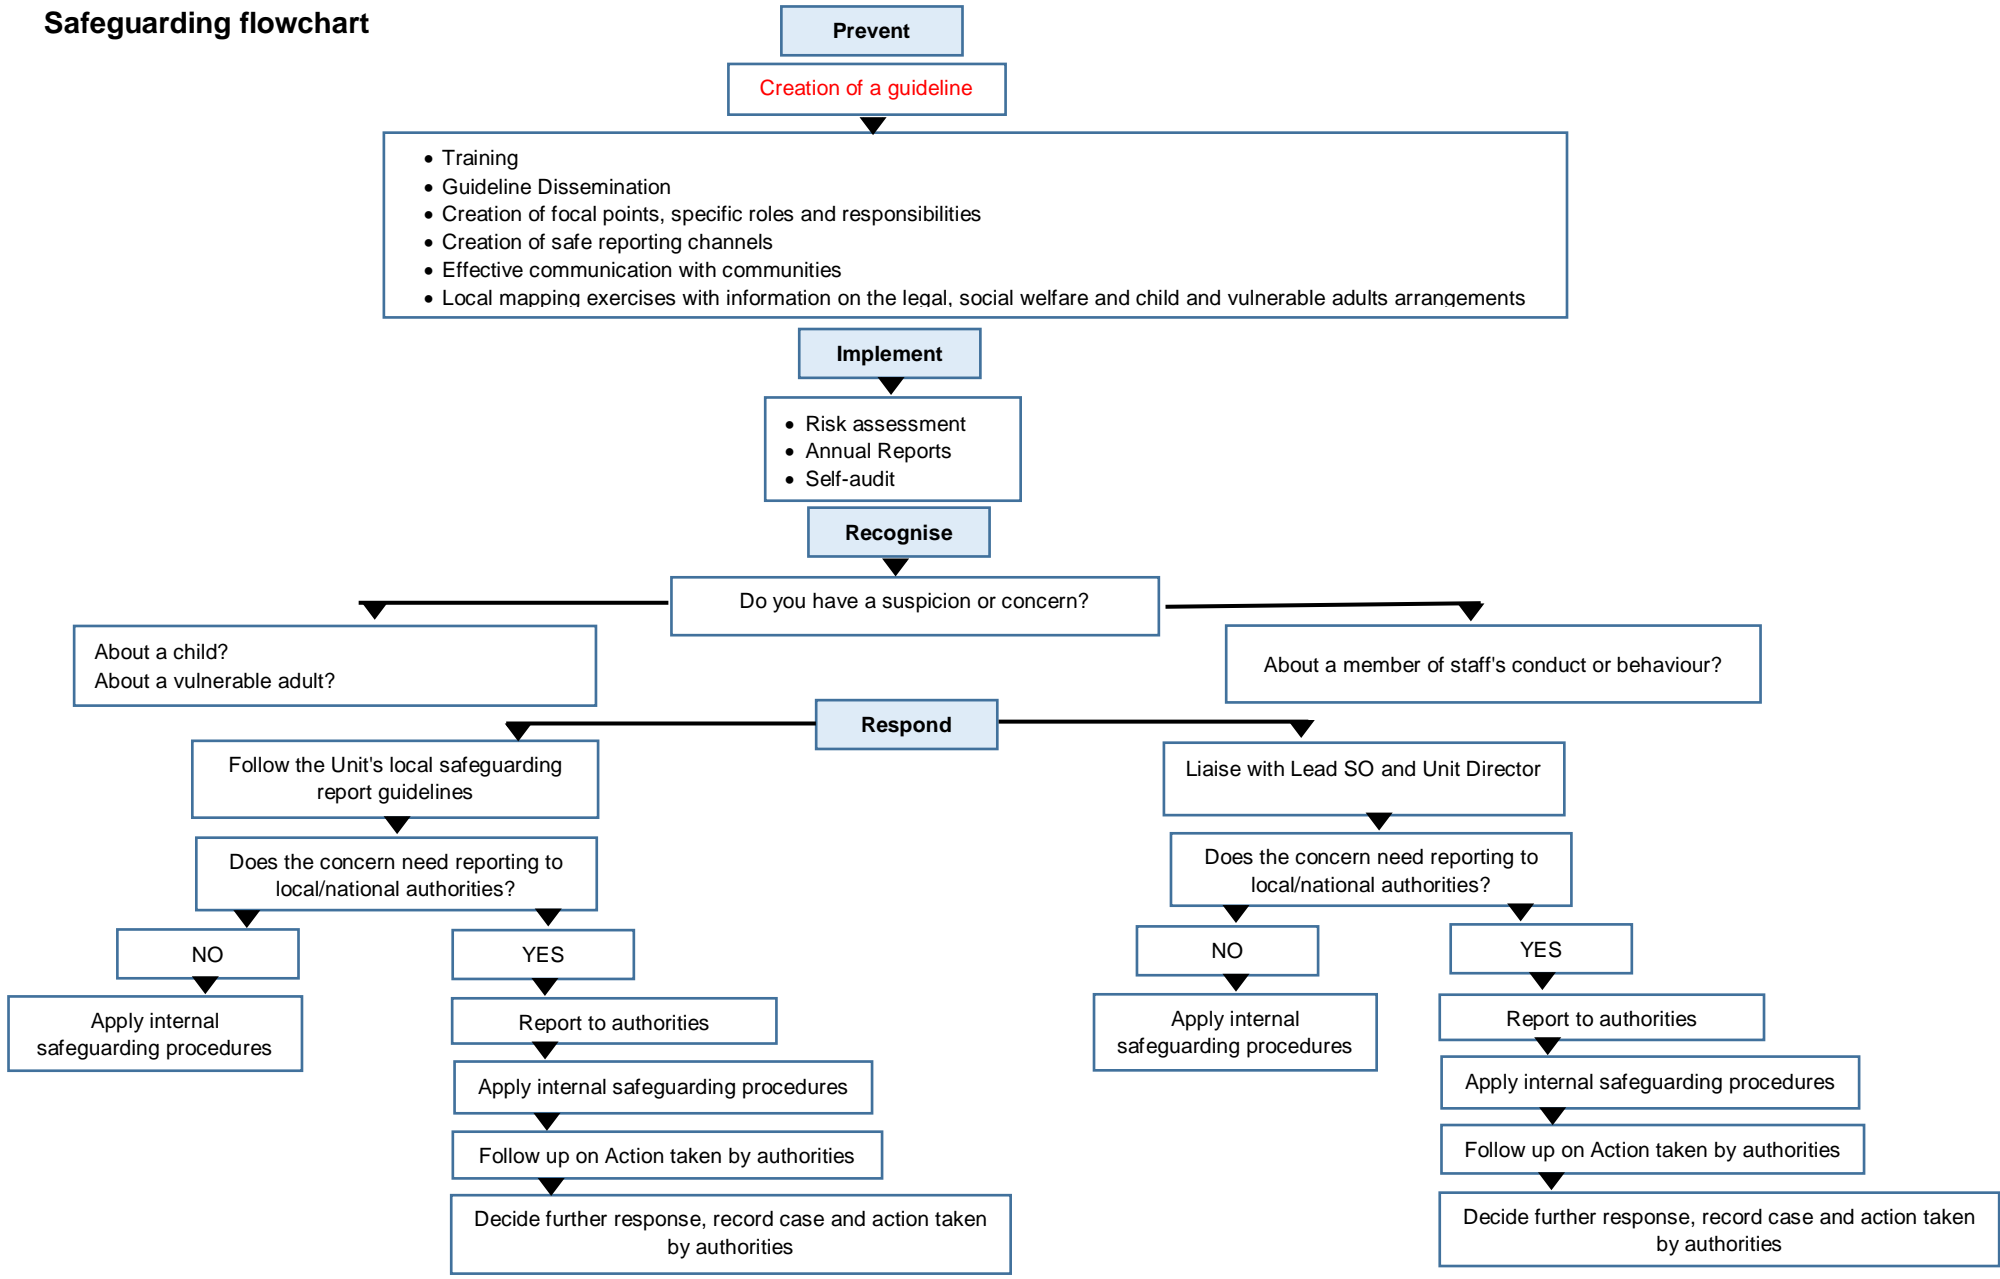 Safeguarding flowchart
Prevent
Creation of a guideline
• Training
• Guideline Dissemination
• Creation of focal points, specific roles and responsibilities
• Creation of safe reporting channels
• Effective communication with communities
• Local mapping exercises with information on the legal, social welfare and child and vulnerable adults arrangements
Implement
• Risk assessment
• Annual Reports
• Self-audit
Recognise
Do you have a suspicion or concern?
About a child?
About a vulnerable adult?
About a member of staff's conduct or behaviour?
Respond
Follow the Unit's local safeguarding
report guidelines
Does the concern need reporting to
local/national authorities?
NO
Apply internal
safeguarding procedures
YES
Report to authorities
Apply internal safeguarding procedures
Follow up on Action taken by authorities
Decide further response, record case and action taken
by authorities
Liaise with Lead SO and Unit Director
Does the concern need reporting to
local/national authorities?
NO
Apply internal
safeguarding procedures
YES
Report to authorities
Apply internal safeguarding procedures
Follow up on Action taken by authorities
Decide further response, record case and action taken
by authorities